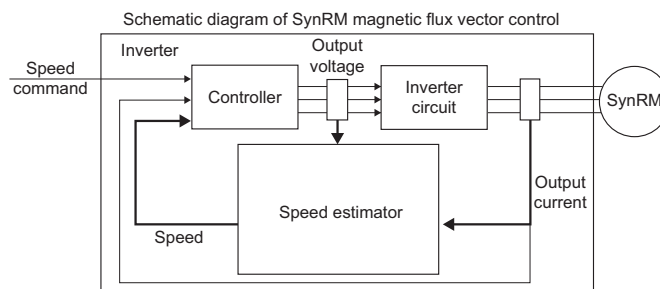 Schematic diagram of SynRM magnetic flux vector control
Inverter
Output
voltage
Speed
command
Controller
Inverter
circuit
SynRM
Speed estimator
Output
current
Speed